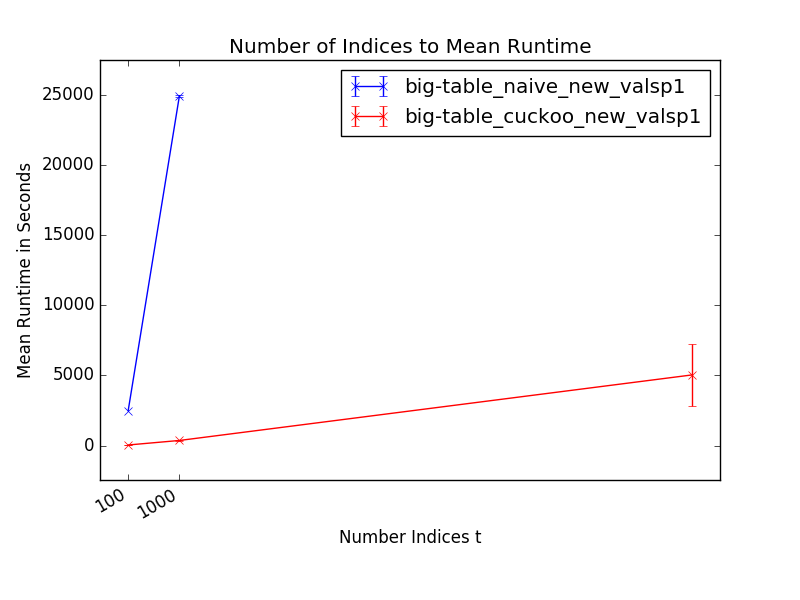 Number of Indices to Mean Runtime
big-table_naive_new_valsp1
big-table_cuckoo_new_valsp1
Mean Runtime in Seconds
25000
20000
15000
10000
5000
0
100
1000
Number Indices t